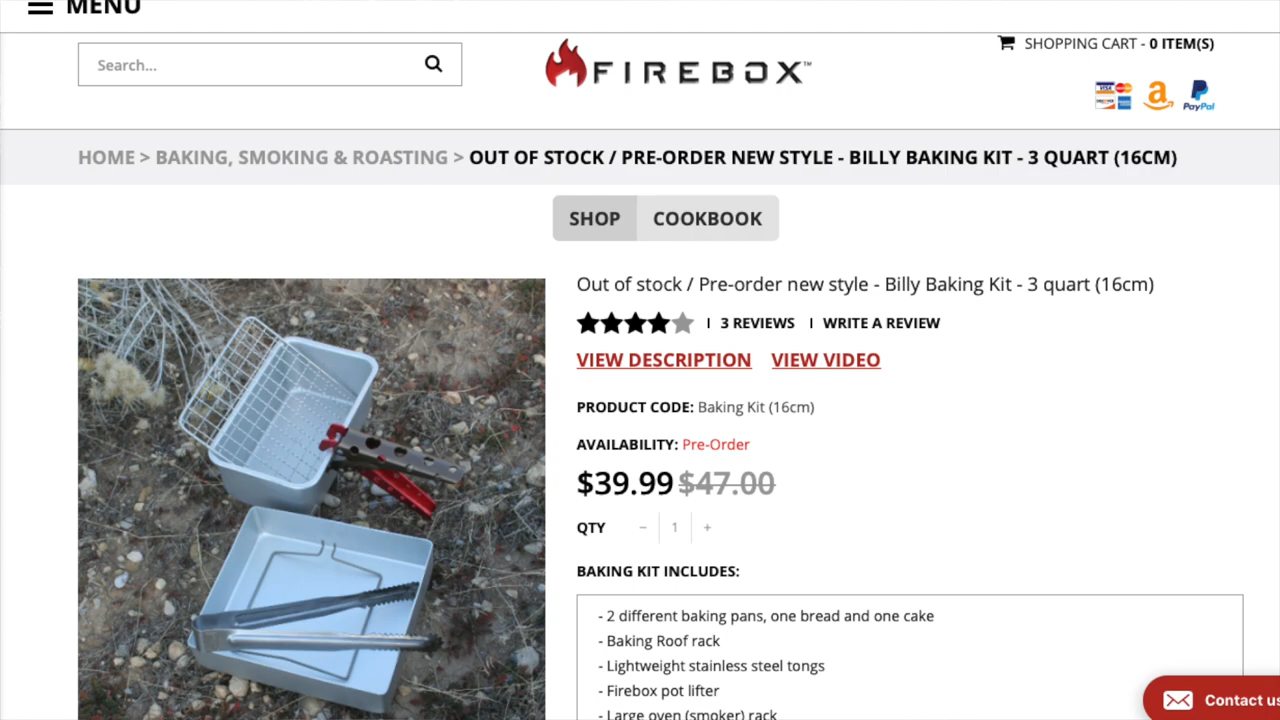 MENU
Search...
FIREBOX™
SHOPPING CART - 0 ITEM(S)
VISA
PayPal
HOME > BAKING, SMOKING & ROASTING > OUT OF STOCK / PRE-ORDER NEW STYLE - BILLY BAKING KIT - 3 QUART (16CM)
SHOP COOKBOOK
Out of stock / Pre-order new style - Billy Baking Kit - 3 quart (16cm)
3 REVIEWS | WRITE A REVIEW
VIEW DESCRIPTION VIEW VIDEO
PRODUCT CODE: Baking Kit (16cm)
AVAILABILITY: Pre-Order
$39.99 $47.00
QTY − 1 +
BAKING KIT INCLUDES:
- 2 different baking pans, one bread and one cake
- Baking Roof rack
- Lightweight stainless steel tongs
- Firebox pot lifter
- Large oven (smoker) rack
Contact us